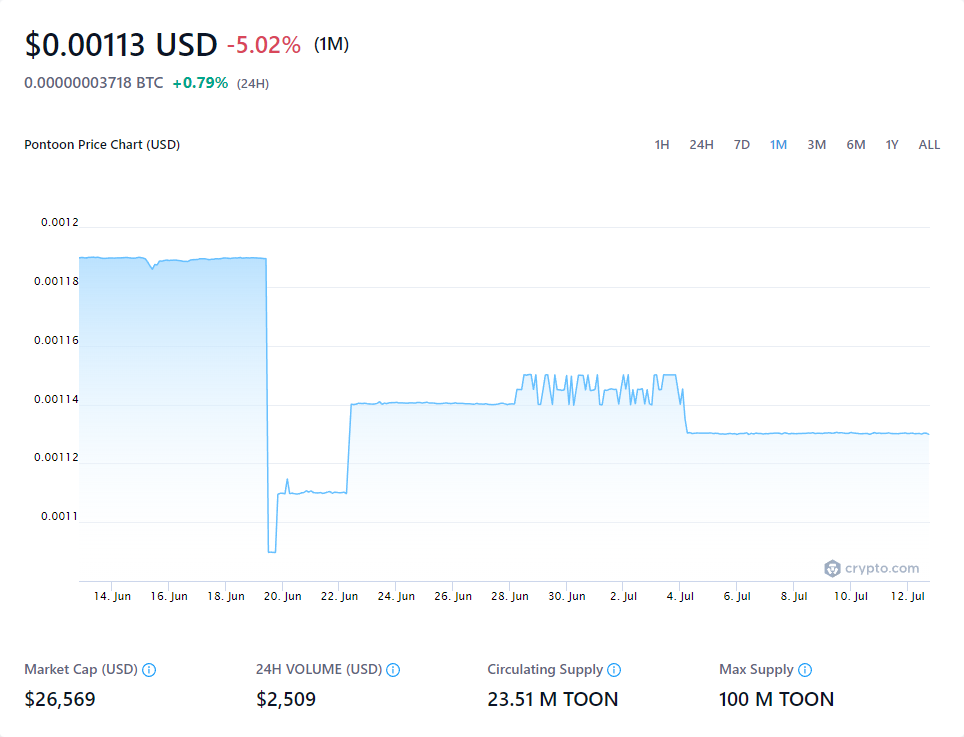 $0.00113 USD -5.02% (1M)
0.00000003718 BTC +0.79% (24H)
Pontoon Price Chart (USD) 1H 24H 7D 1M 3M 6M 1Y ALL
0.0012
0.00118
0.00116
0.00114
0.00112
0.0011
crypto.com
14. Jun 16. Jun 18. Jun 20. Jun 22. Jun 24. Jun 26. Jun 28. Jun 30. Jun 2. Jul 4. Jul 6. Jul 8. Jul 10. Jul 12. Jul
Market Cap (USD) 24H VOLUME (USD) Circulating Supply Max Supply
$26,569 $2,509 23.51 M TOON 100 M TOON